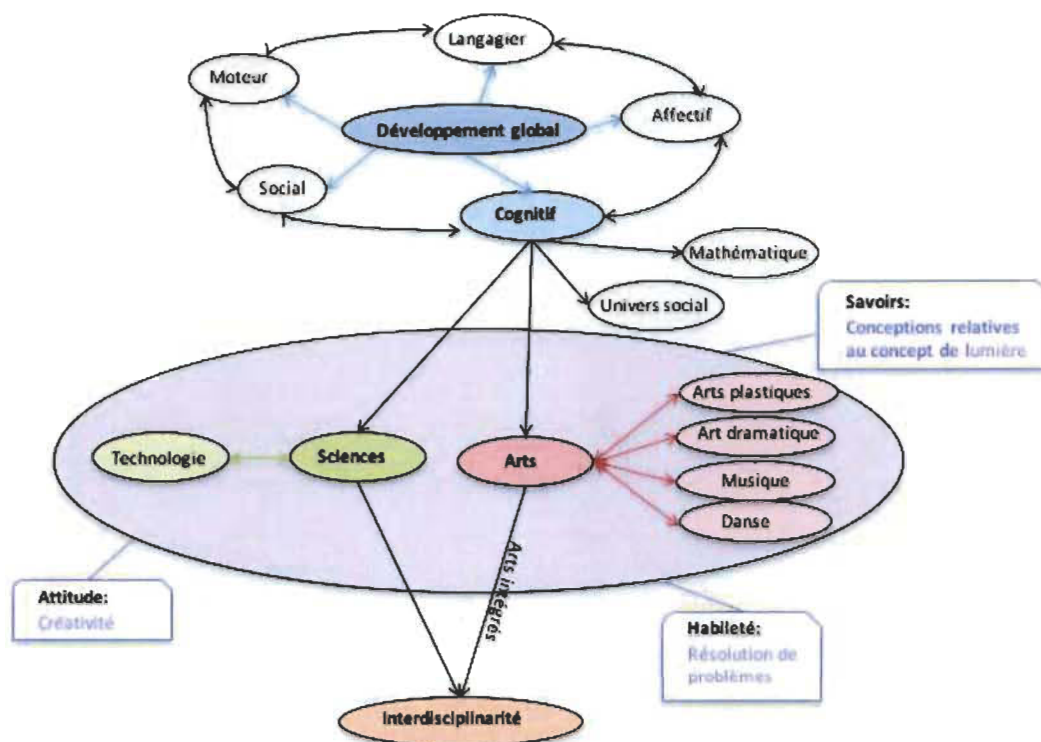 Langagier
Moteur
Affectif
Développement global
Social
Cognitif
Mathématique
Univers social
Savoirs:
Conceptions relatives
au concept de lumière
Arts plastiques
Art dramatique
Technologie
Sciences
Arts
Musique
Danse
Arts intégrés
Attitude:
Créativité
Habileté:
Résolution de
problèmes
Interdisciplinarité